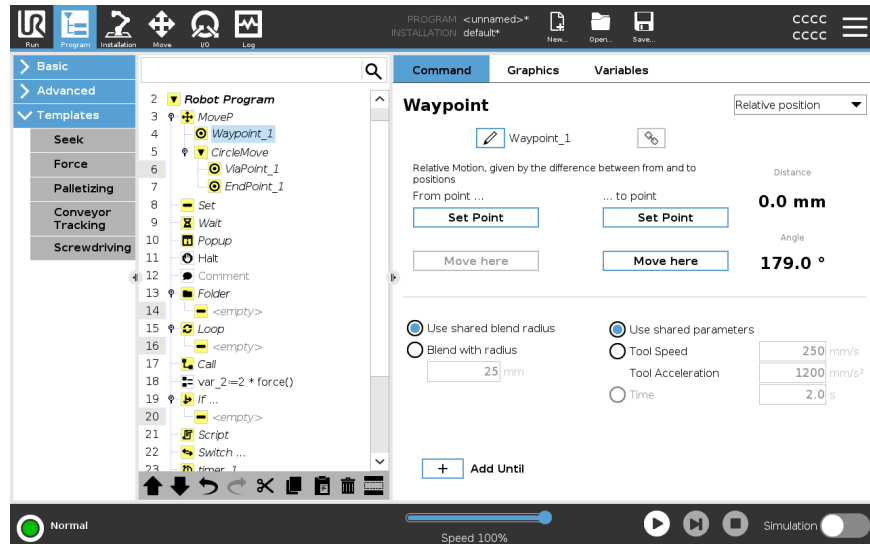 PROGRAM <unnamed>*
INSTALLATION default*
CCCC
CCCC
Run
Program
Installation
Move
I/O
Log
New...
Open...
Save...
Basic
Advanced
Templates
Seek
Force
Palletizing
Conveyor
Tracking
Screwdriving
2 Robot Program
3 MoveP
4 Waypoint_1
5 CircleMove
6 ViaPoint_1
7 EndPoint_1
8 Set
9 Wait
10 Popup
11 Halt
12 Comment
13 Folder
14 <empty>
15 Loop
16 <empty>
17 Call
18 var_2:=2 * force()
19 If ...
20 <empty>
21 Script
22 Switch ...
23 timer_1
Command Graphics Variables
Waypoint
Relative position
Waypoint_1
Relative Motion, given by the difference between from and to
positions
From point ... ... to point
Set Point Set Point
Move here Move here
Distance
0.0 mm
Angle
179.0 °
Use shared blend radius
Blend with radius
25 mm
Use shared parameters
Tool Speed 250 mm/s
Tool Acceleration 1200 mm/s²
Time 2.0 s
+ Add Until
Normal
Speed 100%
Simulation